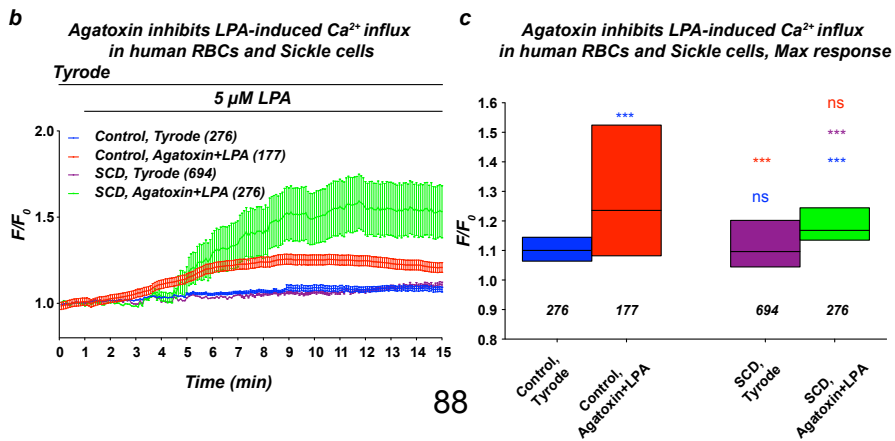 b
Agatoxin inhibits LPA-induced Ca²⁺ influx
in human RBCs and Sickle cells
Tyrode
5 µM LPA
Control, Tyrode (276)
Control, Agatoxin+LPA (177)
SCD, Tyrode (694)
SCD, Agatoxin+LPA (276)
F/F₀
2.0
1.5
1.0
0 1 2 3 4 5 6 7 8 9 10 11 12 13 14 15
Time (min)
c
Agatoxin inhibits LPA-induced Ca²⁺ influx
in human RBCs and Sickle cells, Max response
F/F₀
1.6
1.5
1.4
1.3
1.2
1.1
1.0
0.9
0.8
***
***
ns
ns
***
***
276 177 694 276
Control,
Tyrode
Control,
Agatoxin+LPA
SCD,
Tyrode
SCD,
Agatoxin+LPA
88